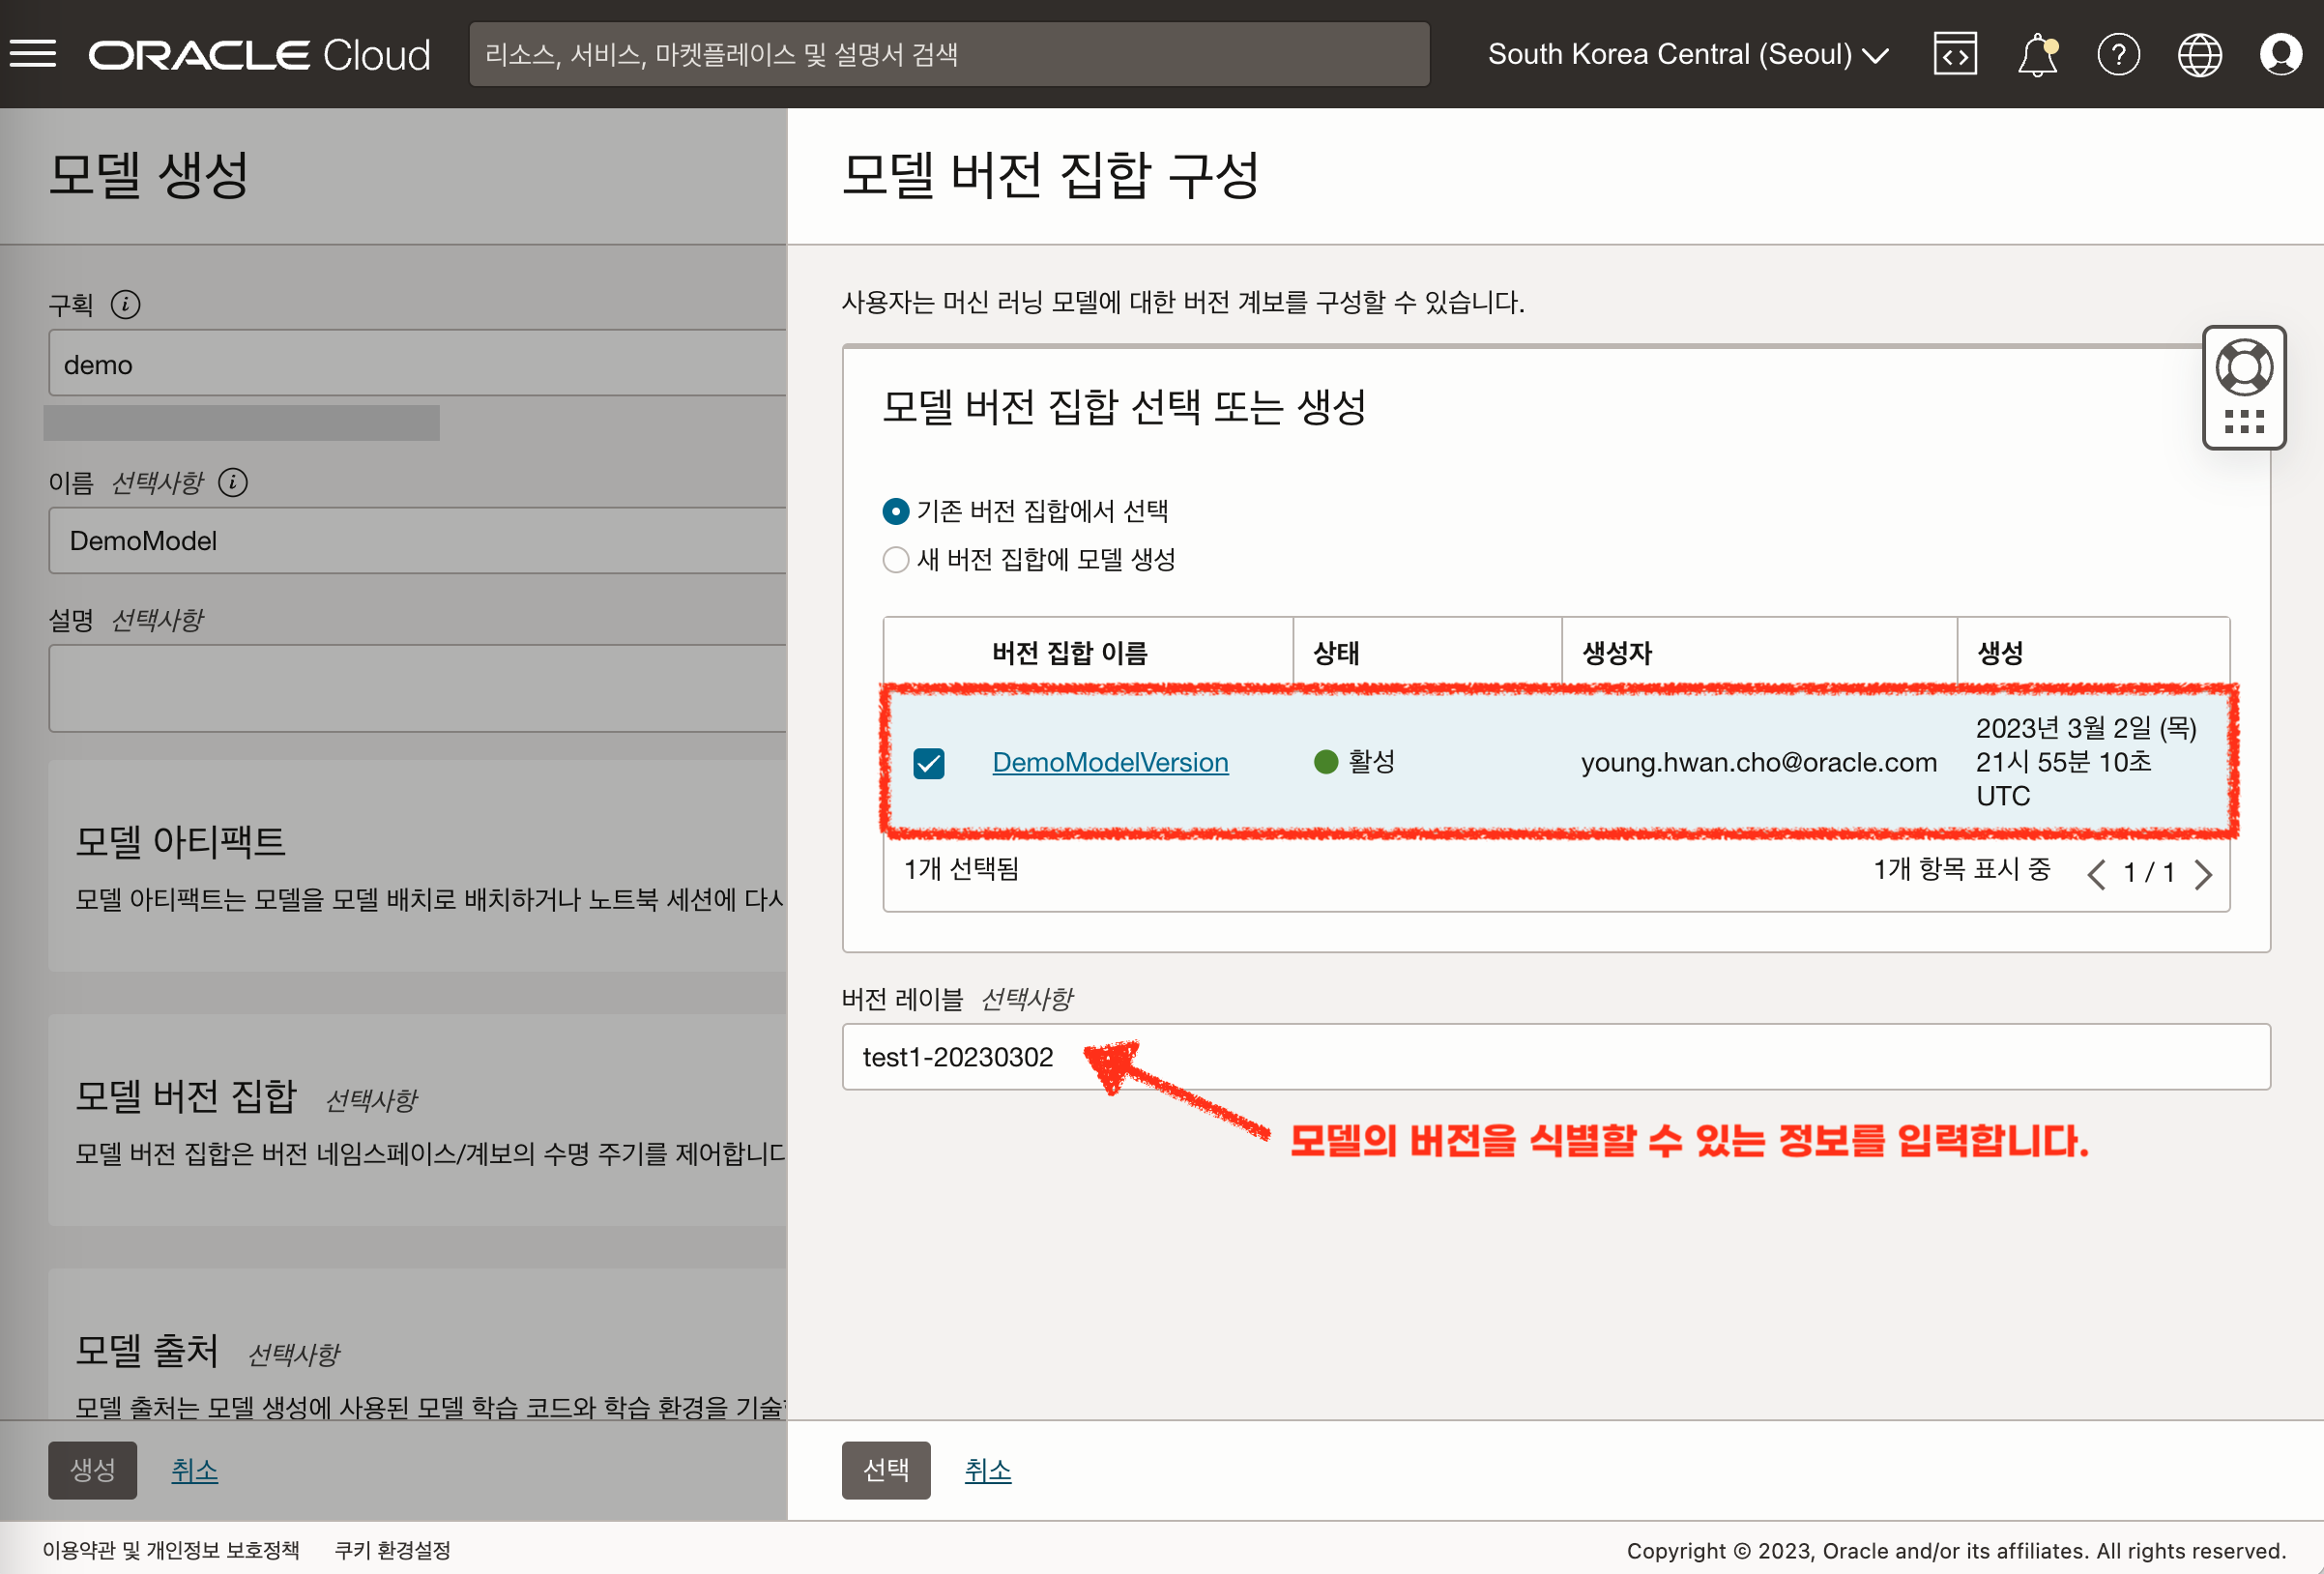 ORACLE Cloud
리소스, 서비스, 마켓플레이스 및 설명서 검색
South Korea Central (Seoul)
모델 생성
구획
demo
이름 선택사항
DemoModel
설명 선택사항
모델 아티팩트
모델 아티팩트는 모델을 모델 배치로 배치하거나 노트북 세션에 다시
모델 버전 집합 선택사항
모델 버전 집합은 버전 네임스페이스/계보의 수명 주기를 제어합니다
모델 출처 선택사항
모델 출처는 모델 생성에 사용된 모델 학습 코드와 학습 환경을 기술
생성 취소
모델 버전 집합 구성
사용자는 머신 러닝 모델에 대한 버전 계보를 구성할 수 있습니다.
모델 버전 집합 선택 또는 생성
기존 버전 집합에서 선택
새 버전 집합에 모델 생성
버전 집합 이름 상태 생성자 생성
DemoModelVersion 활성 young.hwan.cho@oracle.com 2023년 3월 2일 (목)
21시 55분 10초
UTC
1개 선택됨 1개 항목 표시 중 1 / 1
버전 레이블 선택사항
test1-20230302
모델의 버전을 식별할 수 있는 정보를 입력합니다.
선택 취소
이용약관 및 개인정보 보호정책 쿠키 환경설정
Copyright © 2023, Oracle and/or its affiliates. All rights reserved.